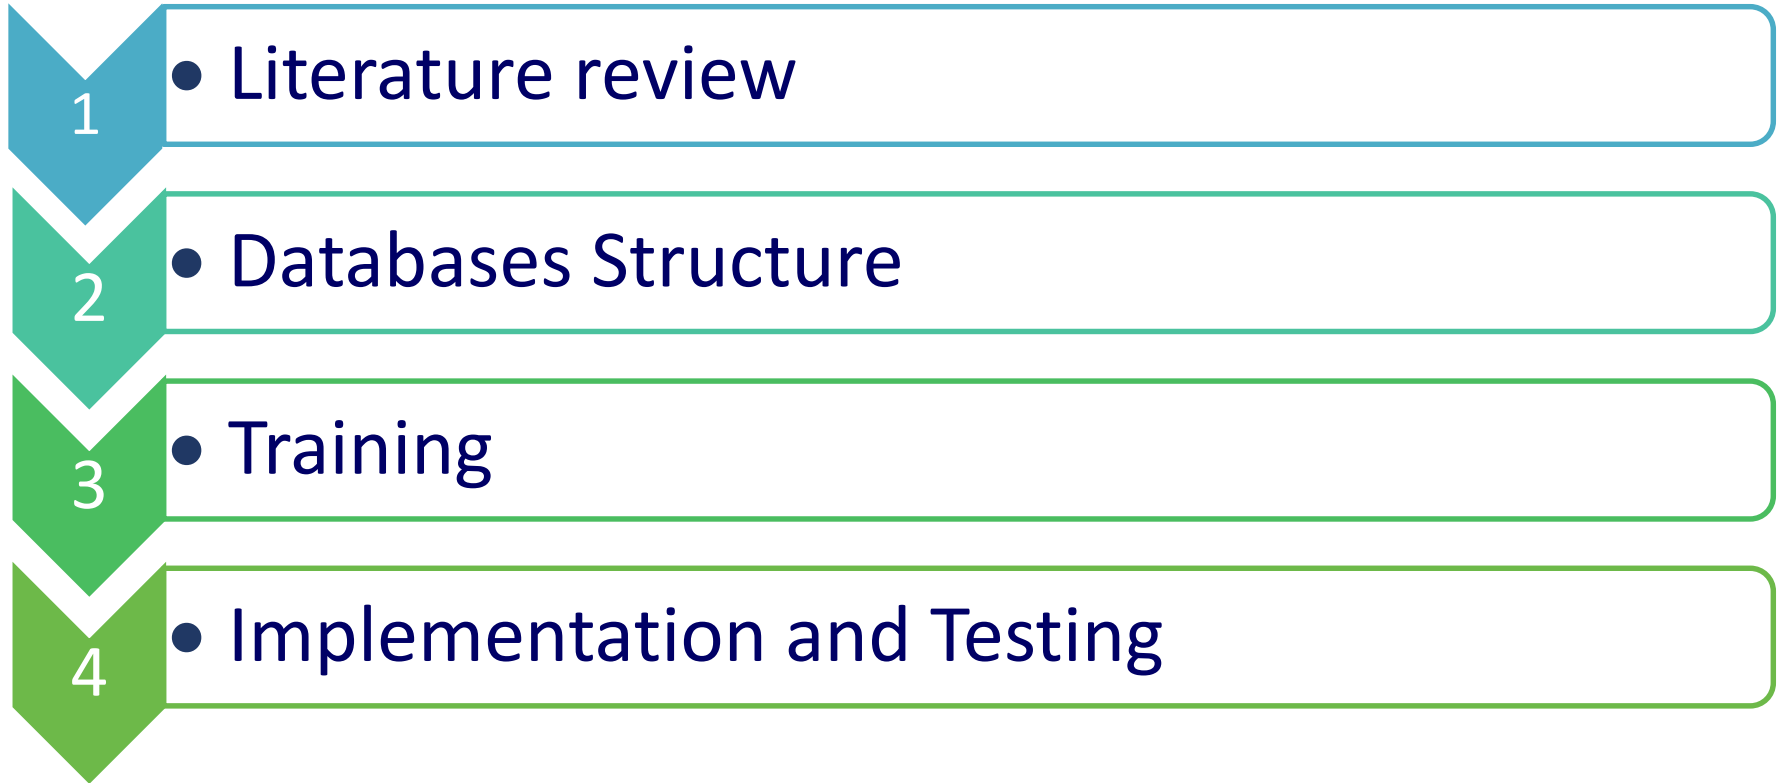 1
• Literature review
2
• Databases Structure
3
• Training
4
• Implementation and Testing